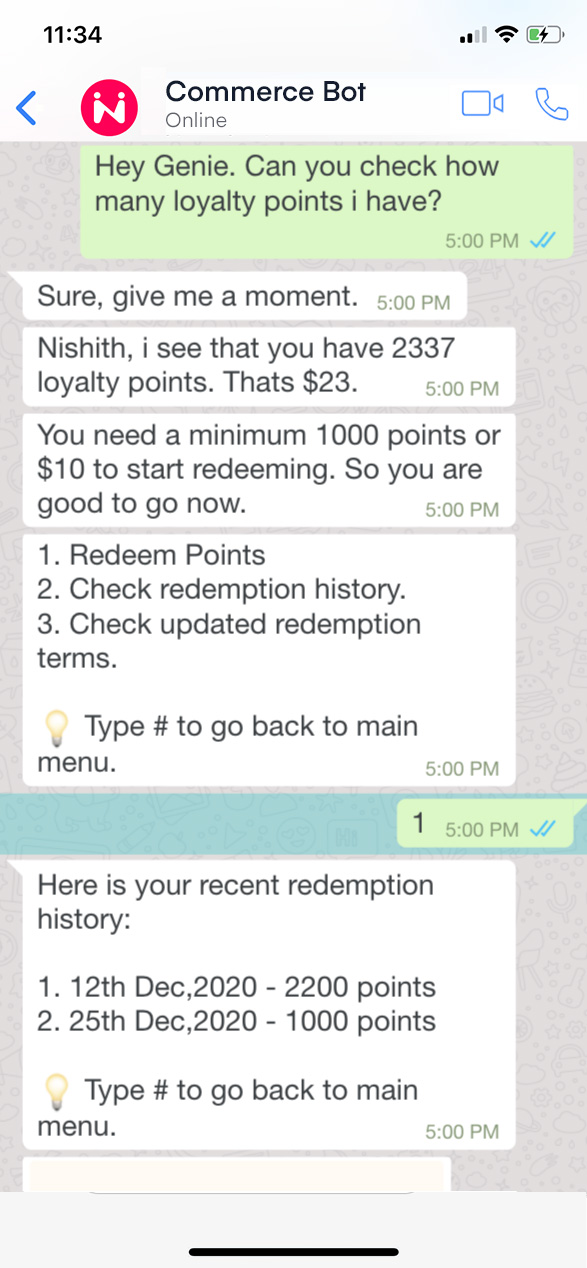 11:34
Commerce Bot
Online
Hey Genie. Can you check how
many loyalty points i have?
5:00 PM
Sure, give me a moment. 5:00 PM
Nishith, i see that you have 2337
loyalty points. Thats $23. 5:00 PM
You need a minimum 1000 points or
$10 to start redeeming. So you are
good to go now. 5:00 PM
1. Redeem Points
2. Check redemption history.
3. Check updated redemption
terms.
Type # to go back to main
menu. 5:00 PM
1 5:00 PM
Here is your recent redemption
history:
1. 12th Dec,2020 - 2200 points
2. 25th Dec,2020 - 1000 points
Type # to go back to main
menu. 5:00 PM